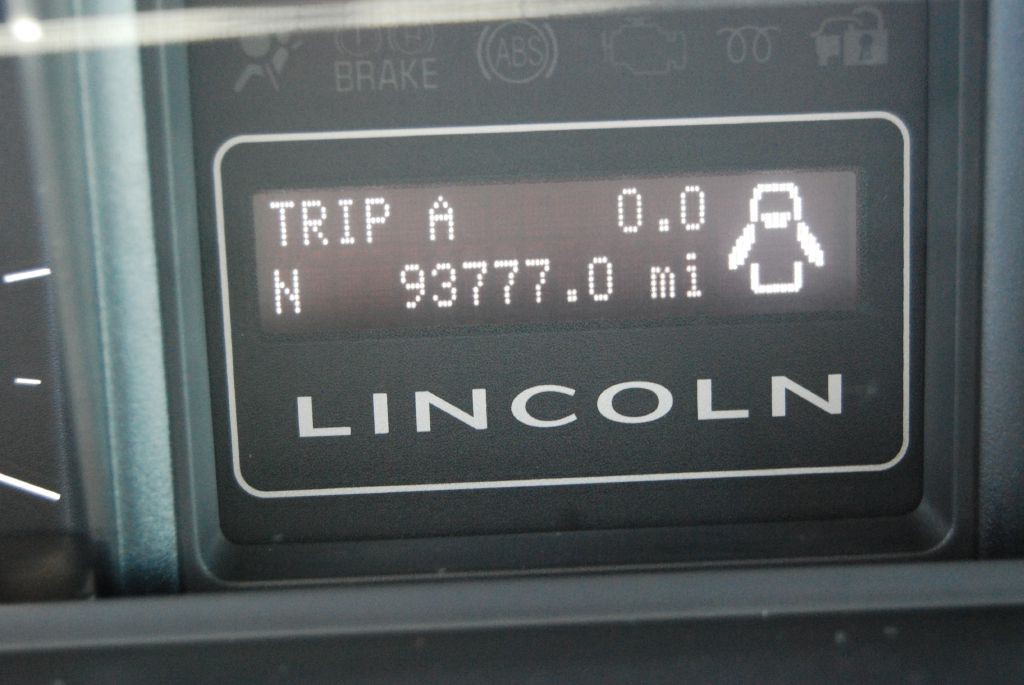 BRAKE ABS
TRIP A 0.0
N 93777.0 mi
LINCOLN